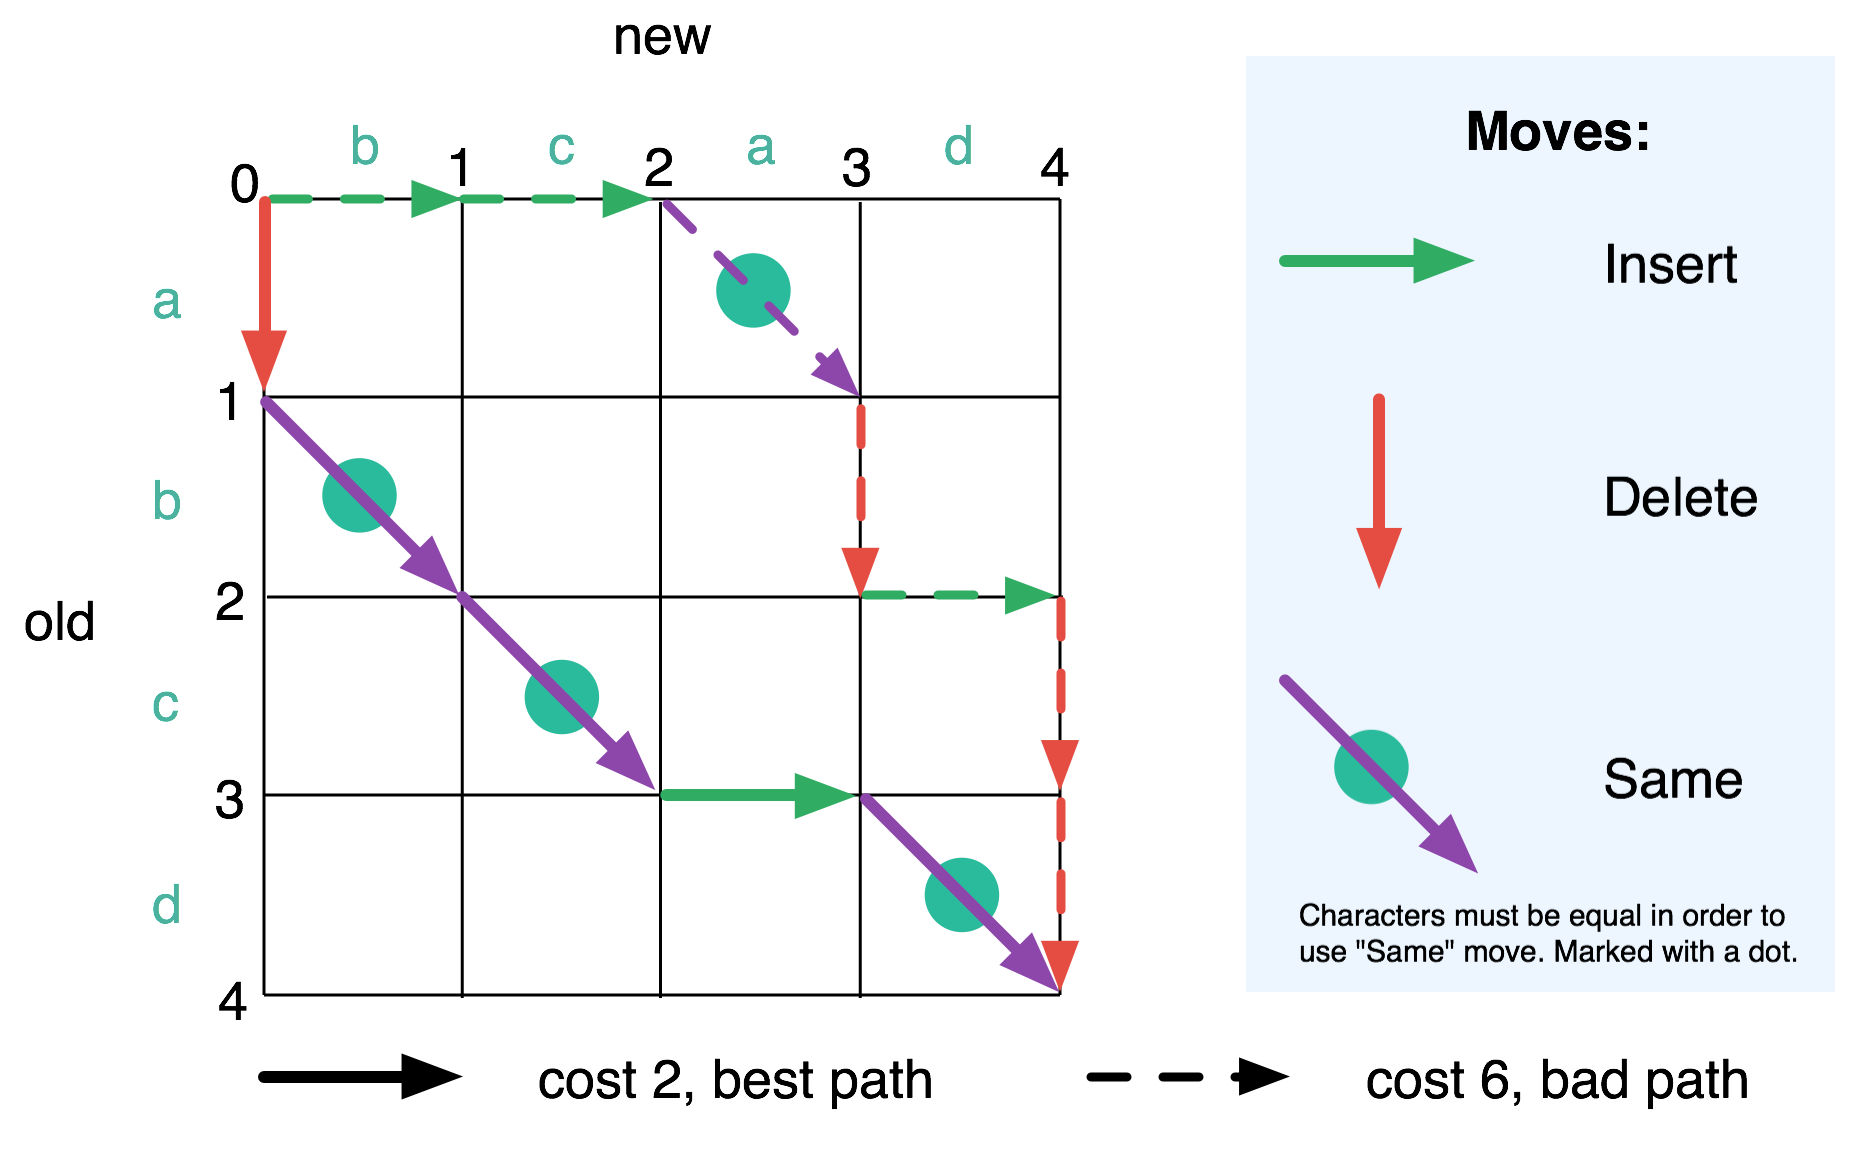 new
b c a d
0 1 2 3 4
a
1
b
2
old
c
3
d
4
Moves:
Insert
Delete
Same
Characters must be equal in order to
use "Same" move. Marked with a dot.
cost 2, best path
cost 6, bad path